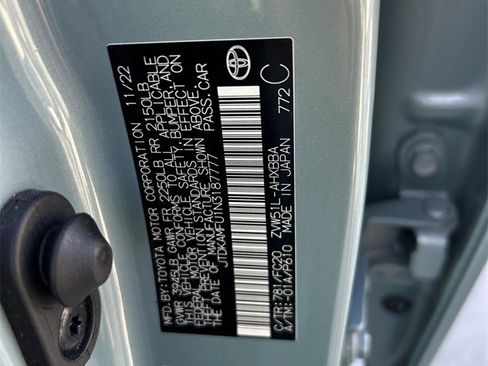 MFD.BY:TOYOTA MOTOR CORPORATION 11/22
GVWR 3945LB GAWR FR 2250LB RR 2150LB
THIS VEHICLE CONFORMS TO ALL APPLICABLE
FEDERAL MOTOR VEHICLE SAFETY, BUMPER, AND
THEFT PREVENTION STANDARDS IN EFFECT ON
THE DATE OF MANUFACTURE SHOWN ABOVE.
JTDKAMFU1N3187777 PASS.CAR
C/TR:781/FC20 ZVW51L-AHXBBA
A/TM:-01A/P610 MADE IN JAPAN 772 C